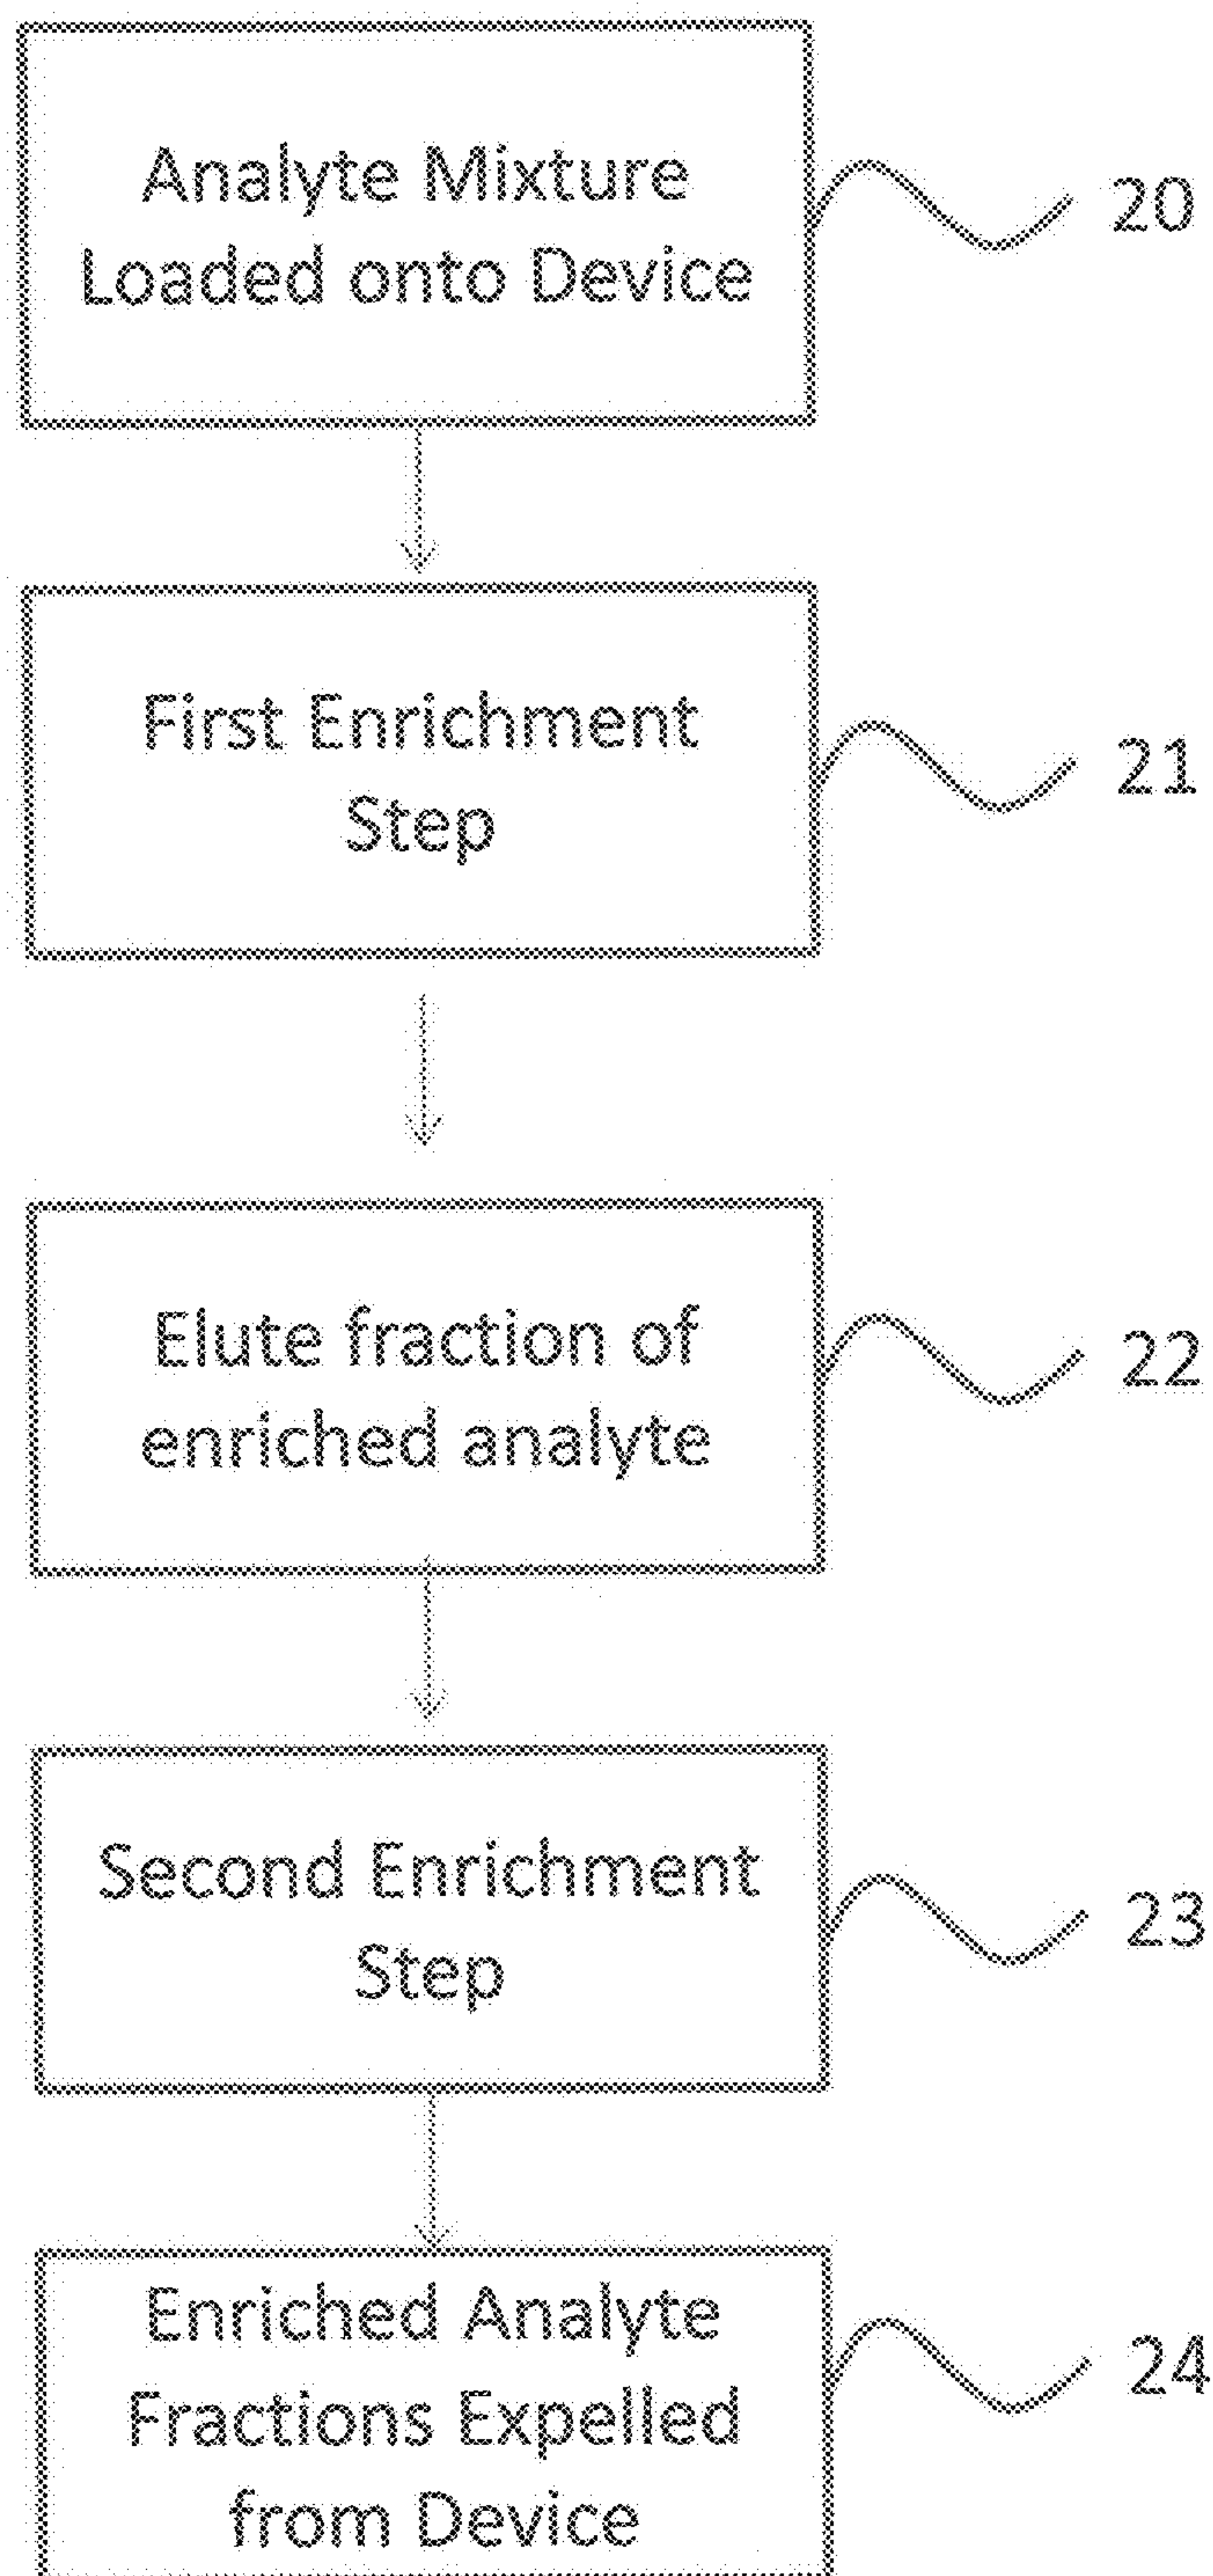 Analyte Mixture
Loaded onto Device
20
First Enrichment
Step
21
Elute fraction of
enriched analyte
22
Second Enrichment
Step
23
Enriched Analyte
Fractions Expelled
from Device
24